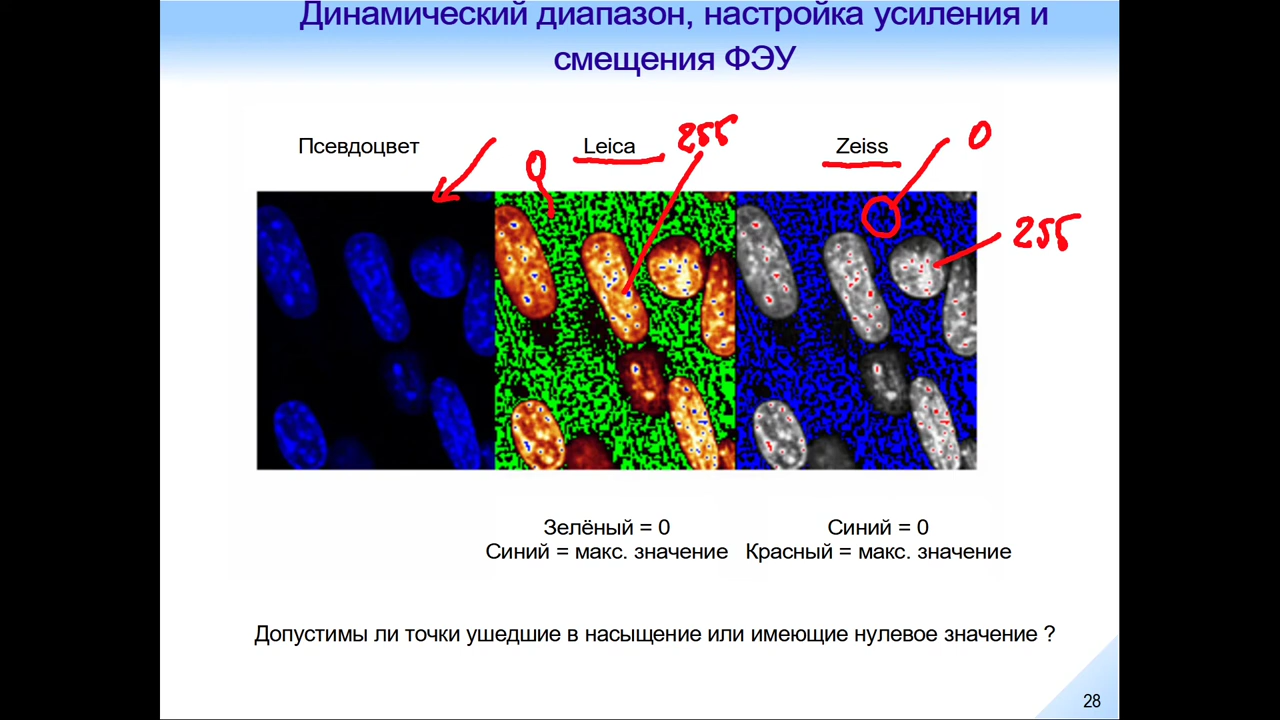 Динамический диапазон, настройка усиления и
смещения ФЭУ
Псевдоцвет
Leica
255
Zeiss
0
0
255
Зелёный = 0
Синий = макс. значение
Синий = 0
Красный = макс. значение
Допустимы ли точки ушедшие в насыщение или имеющие нулевое значение ?
28